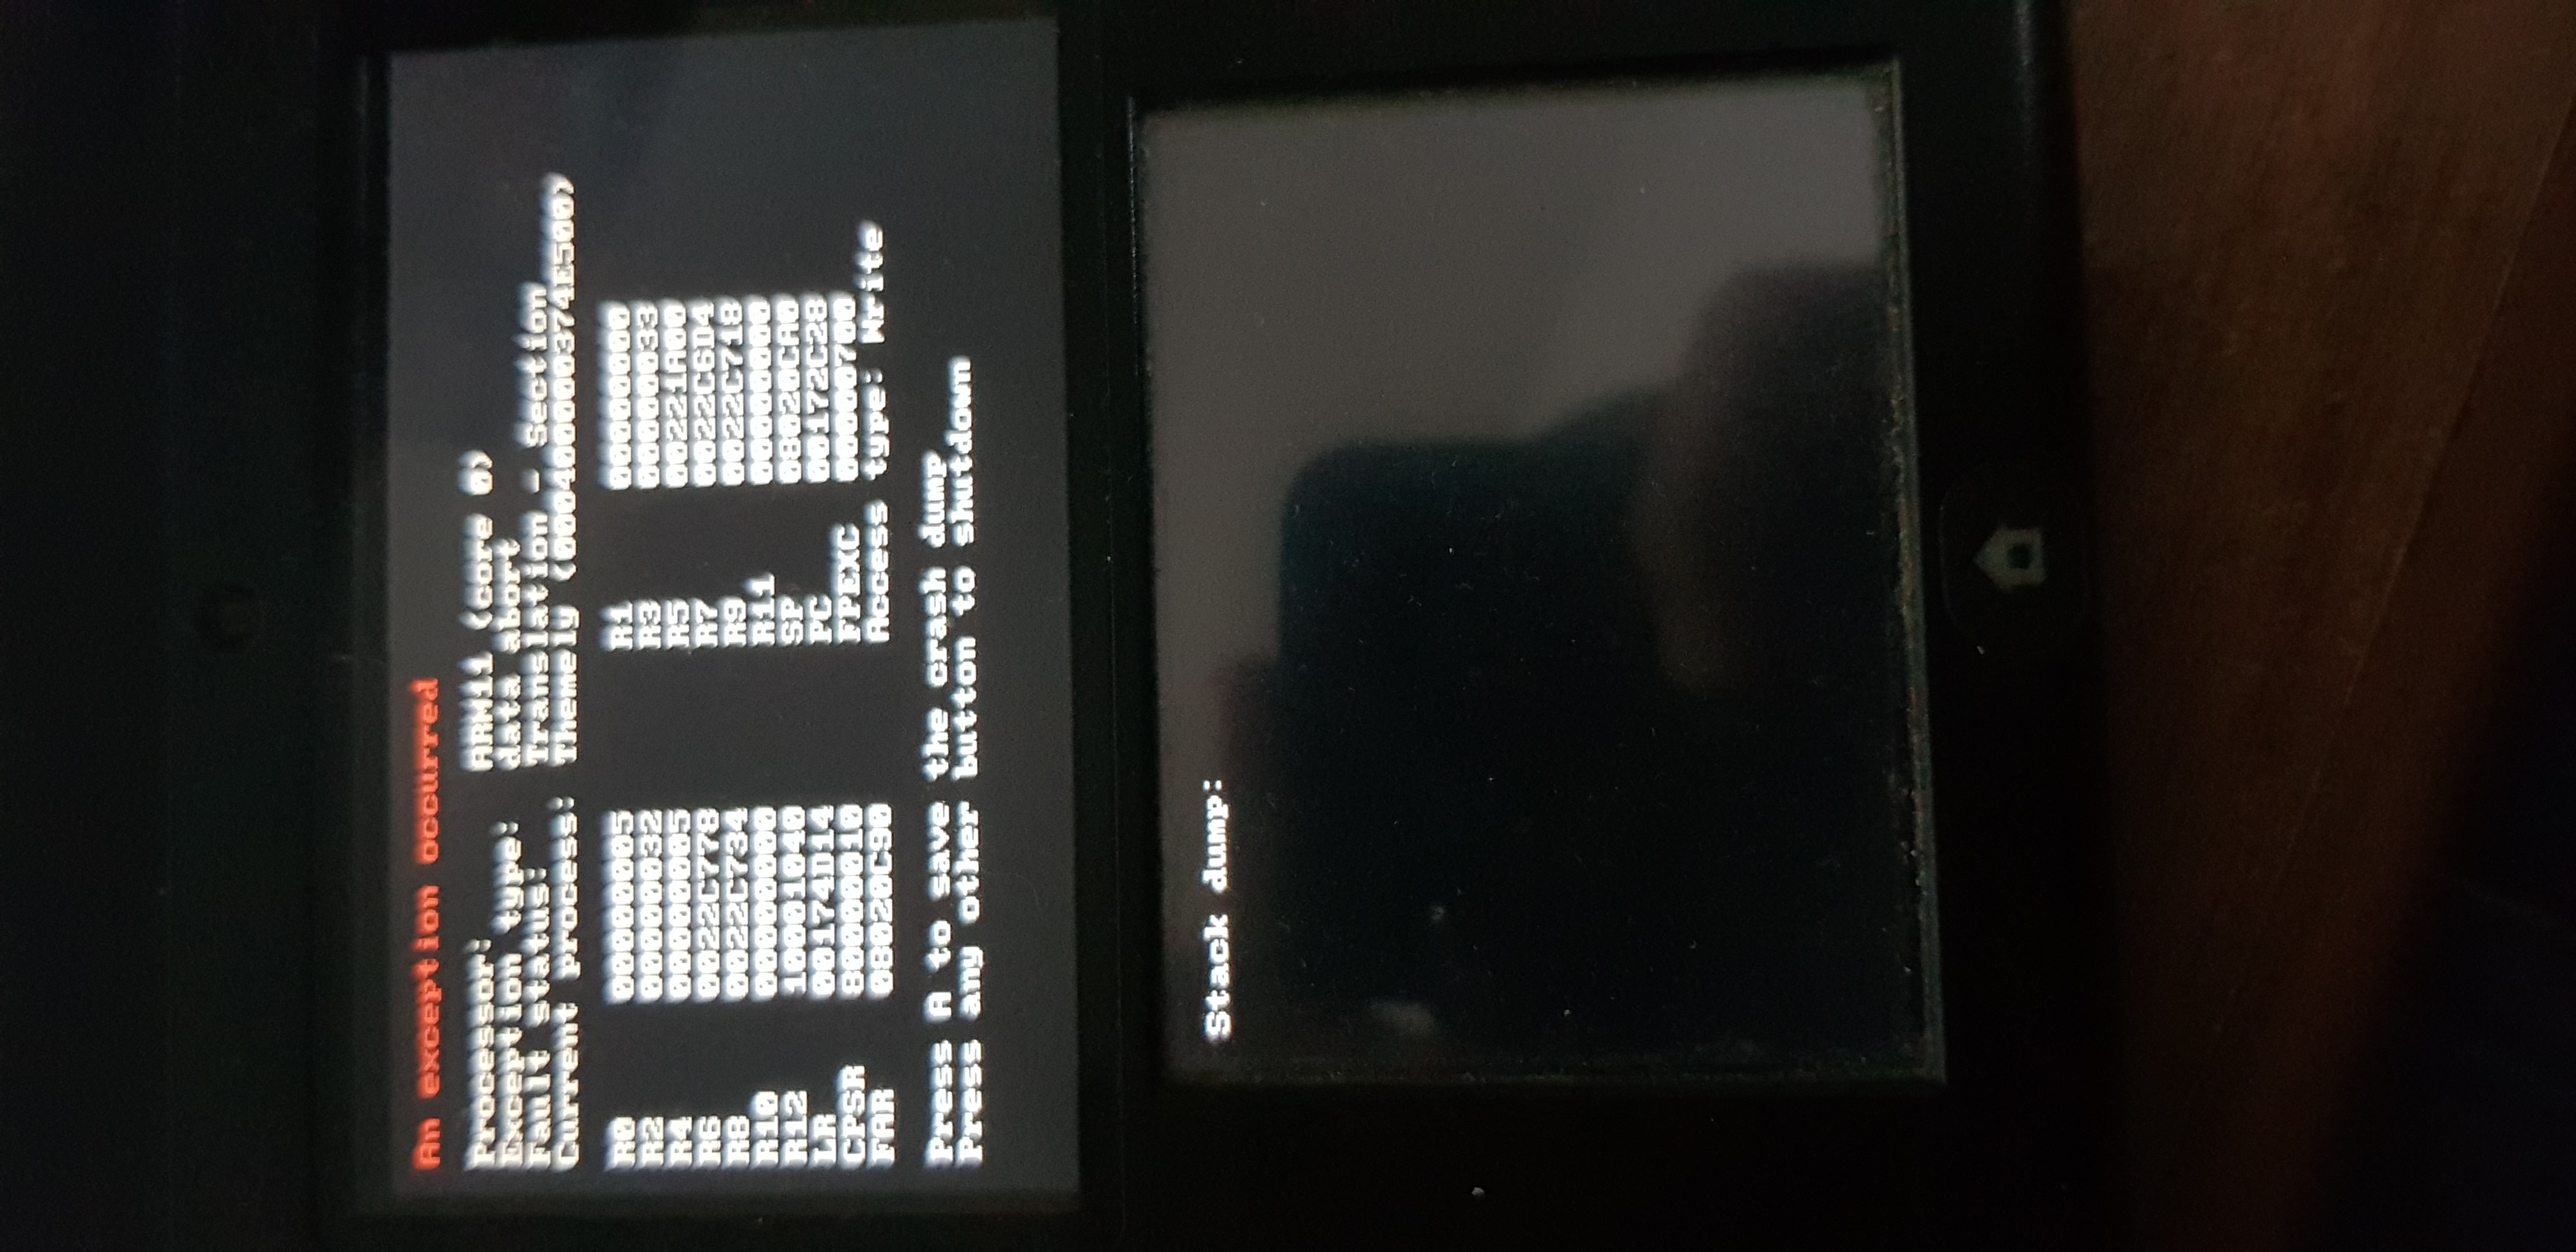 An exception occurred
Processor: ARM11 (core 0)
Exception type: data abort
Fault status: Translation - Section
Current process: Themely (000400000374E500)
R0 00000005 R1 00000000
R2 00000032 R3 00000033
R4 00000005 R5 00221A00
R6 0022C778 R7 0022C6D4
R8 0022C734 R9 0022C718
R10 00000000 R11 00000000
R12 10001040 SP 08020CA0
LR 00174D14 PC 00172C28
CPSR 80000010 FPEXC 00000700
FAR 08020C90 Access type: Write
Press A to save the crash dump
Press any other button to shutdown
Stack dump: